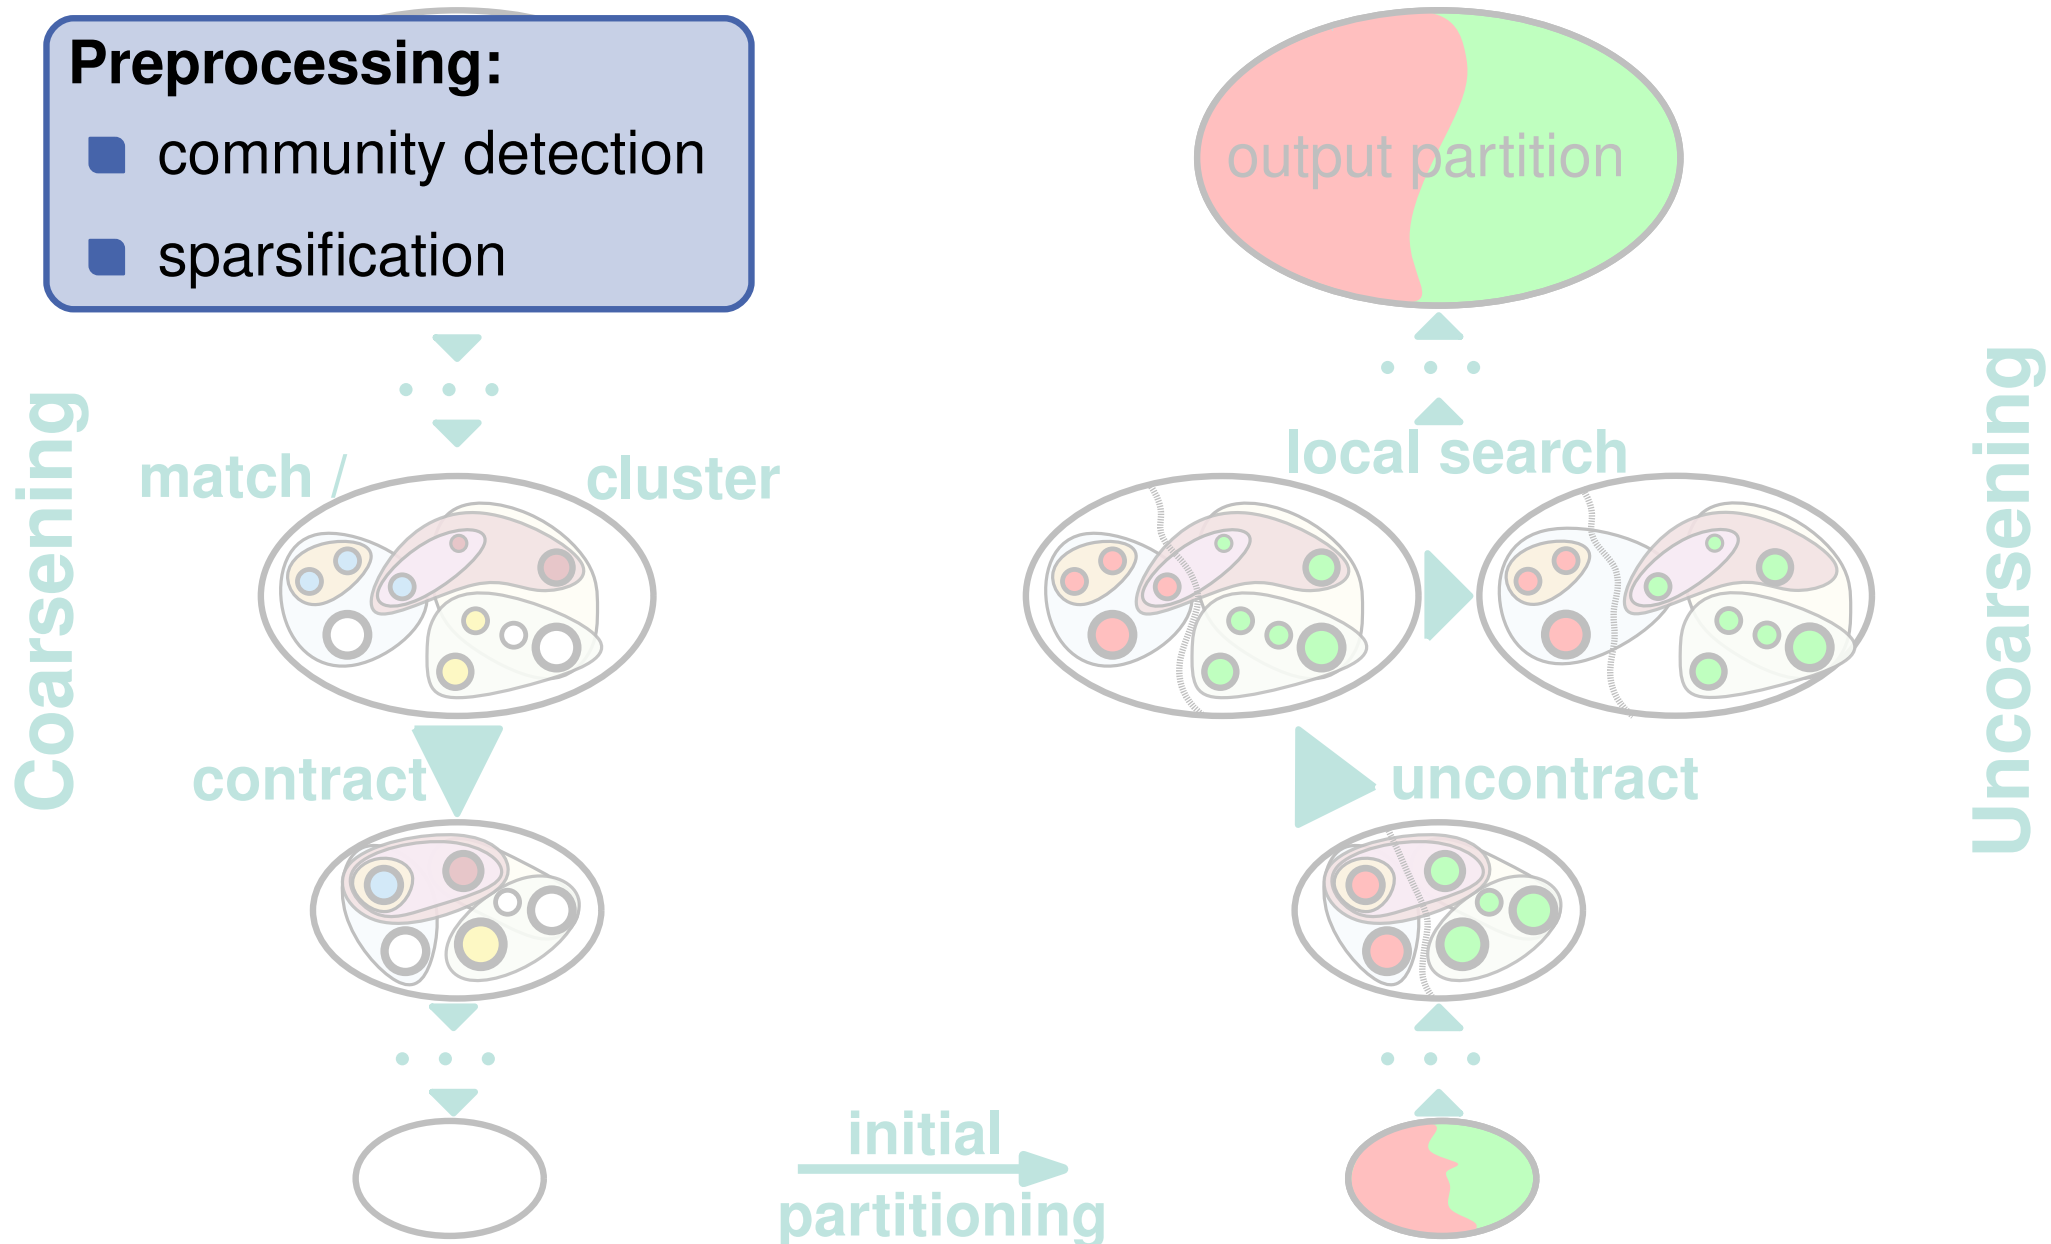 Preprocessing:
community detection
sparsification
output partition
Coarsening
match / cluster
contract
initial
partitioning
local search
uncontract
Uncoarsening